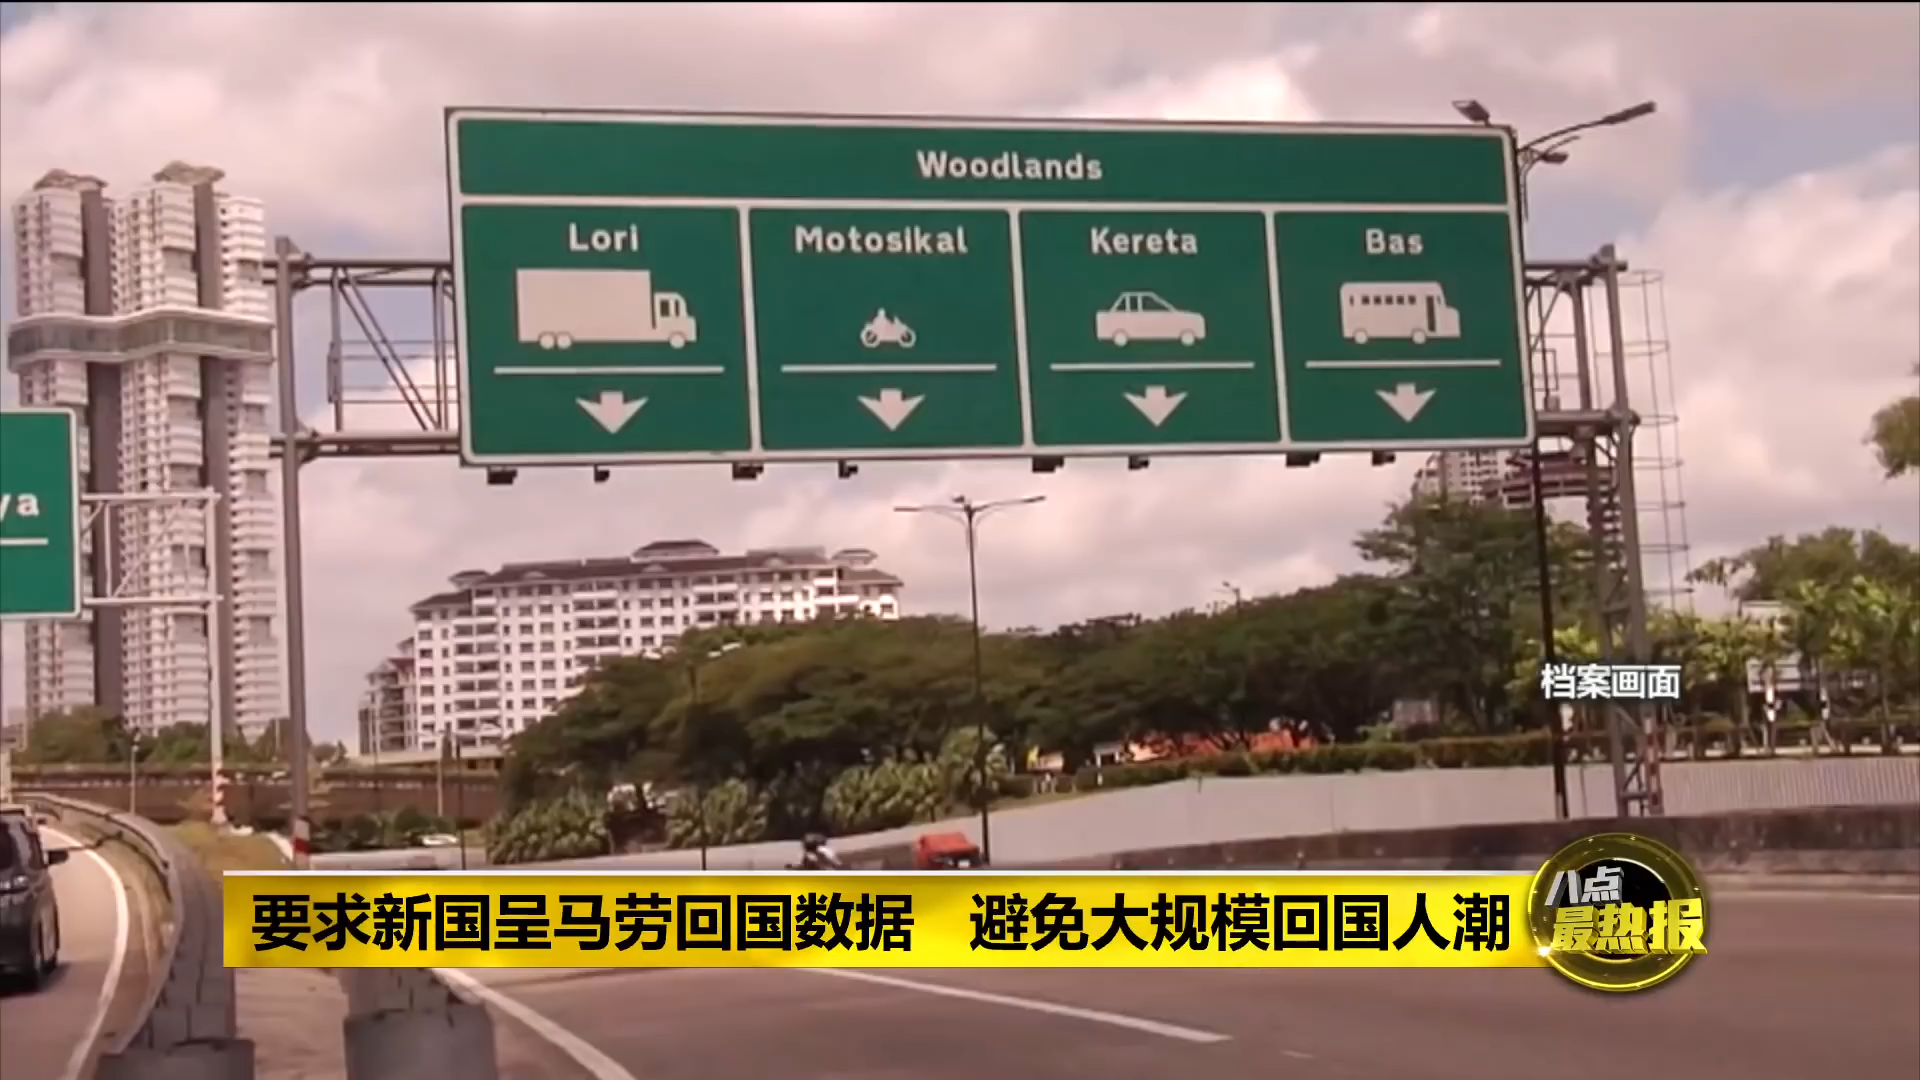 Woodlands
Lori
Motosikal
Kereta
Bas
ya
档案画面
要求新国呈马劳回国数据 避免大规模回国人潮
八点
最热报